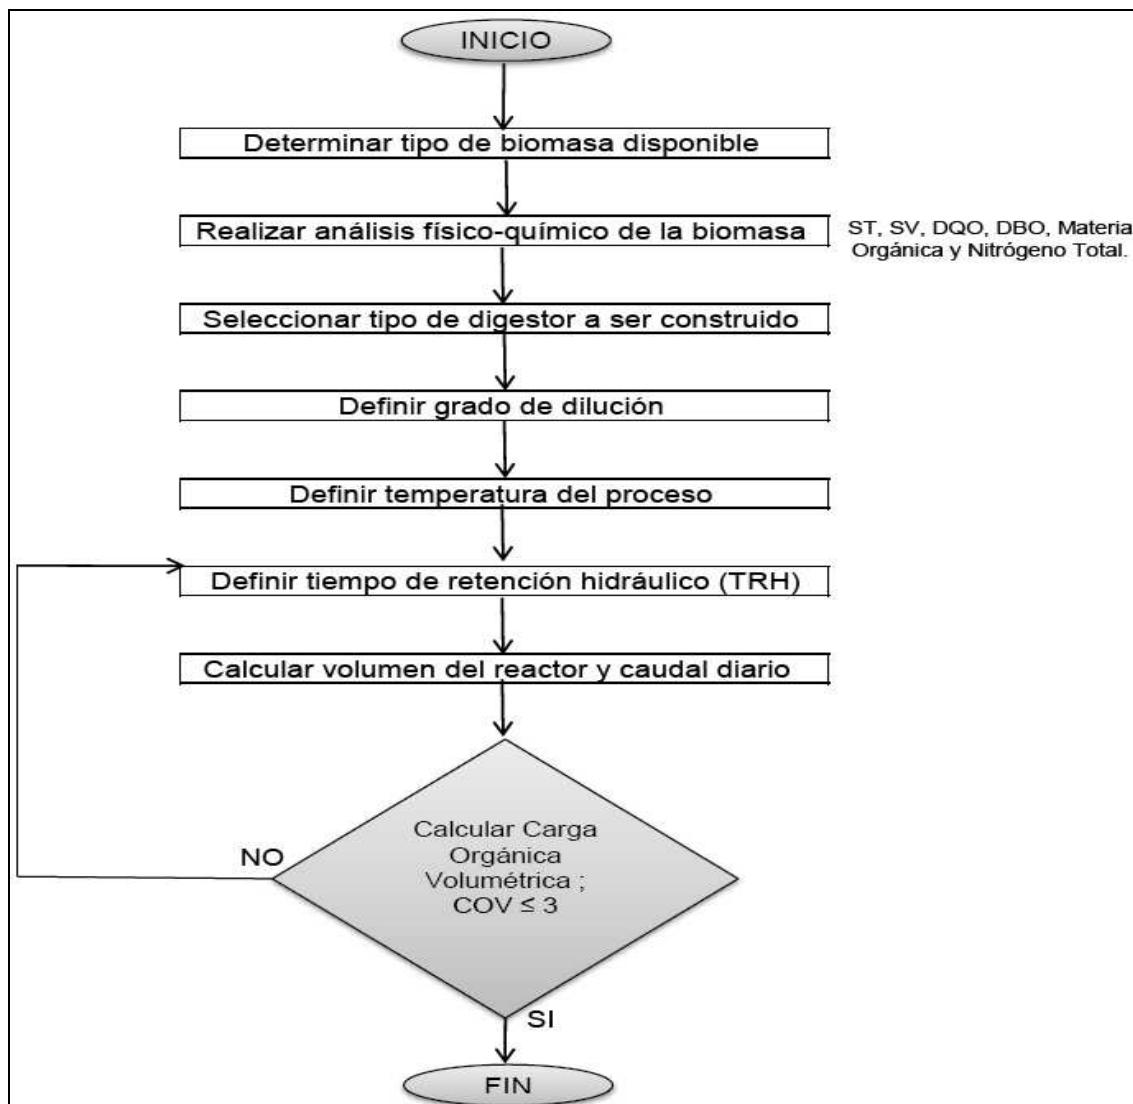 INICIO
Determinar tipo de biomasa disponible
Realizar análisis físico-químico de la biomasa
ST, SV, DQO, DBO, Materia
Orgánica y Nitrógeno Total.
Seleccionar tipo de digestor a ser construido
Definir grado de dilución
Definir temperatura del proceso
Definir tiempo de retención hidráulico (TRH)
Calcular volumen del reactor y caudal diario
Calcular Carga
Orgánica
Volumétrica ;
COV ≤ 3
NO
SI
FIN